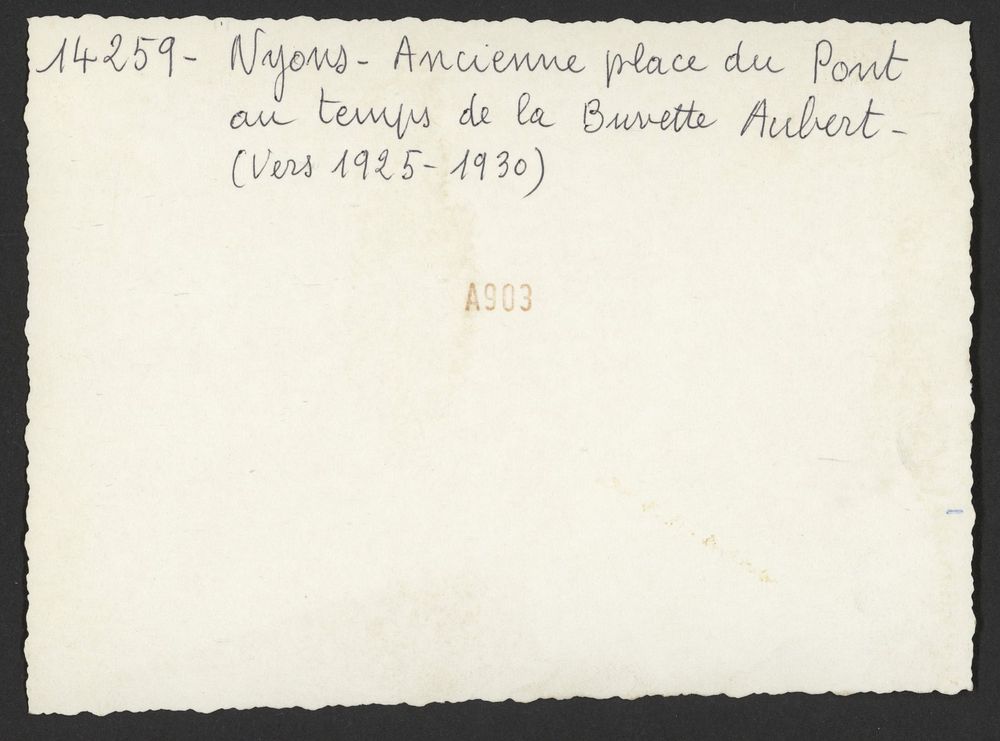 14259- Nyons - Ancienne place du Pont
au temps de la Buvette Aubert -
(Vers 1925-1930)
A903